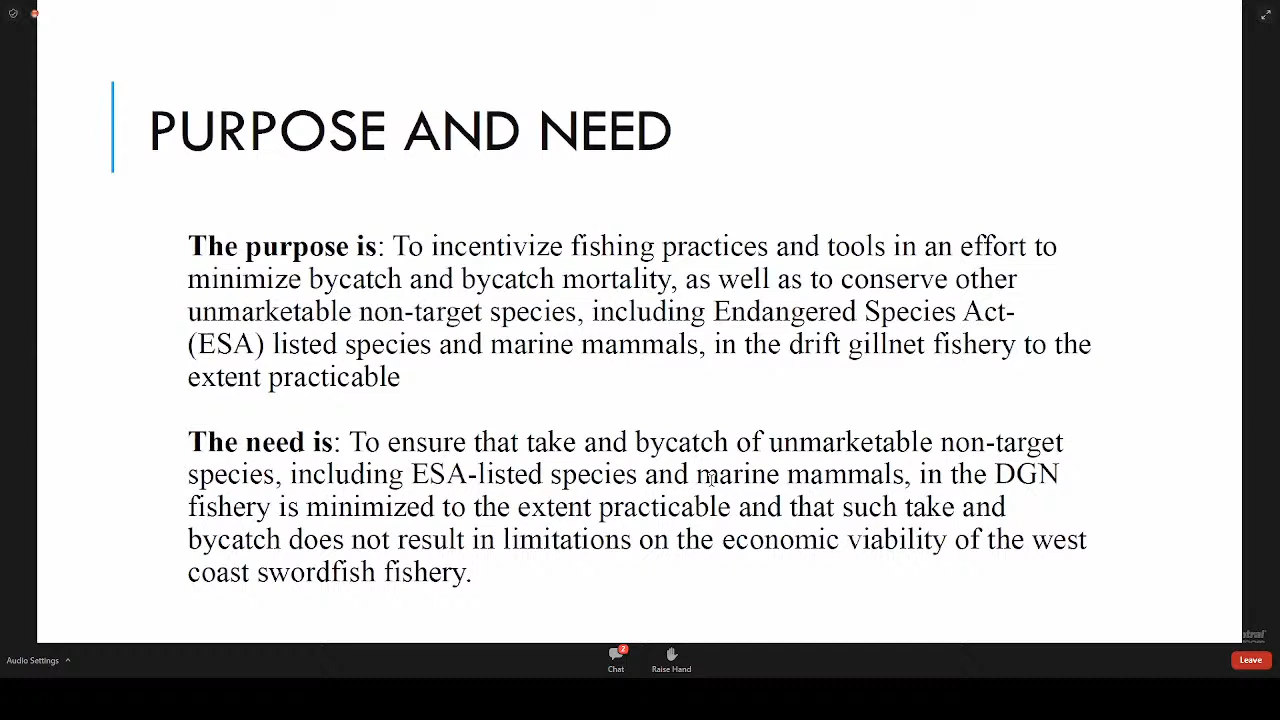 PURPOSE AND NEED
The purpose is: To incentivize fishing practices and tools in an effort to
minimize bycatch and bycatch mortality, as well as to conserve other
unmarketable non-target species, including Endangered Species Act-
(ESA) listed species and marine mammals, in the drift gillnet fishery to the
extent practicable
The need is: To ensure that take and bycatch of unmarketable non-target
species, including ESA-listed species and marine mammals, in the DGN
fishery is minimized to the extent practicable and that such take and
bycatch does not result in limitations on the economic viability of the west
coast swordfish fishery.
Audio Settings
2
Chat
Raise Hand
Leave